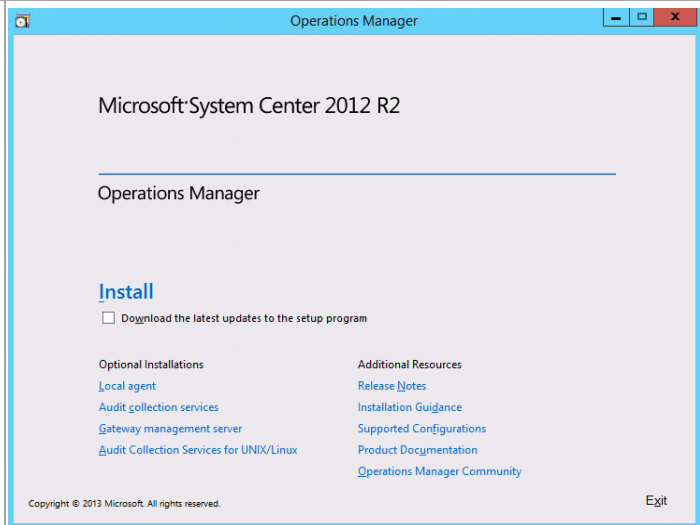 Operations Manager
Microsoft System Center 2012 R2
Operations Manager
Install
Download the latest updates to the setup program
Optional Installations
Local agent
Audit collection services
Gateway management server
Audit Collection Services for UNIX/Linux
Additional Resources
Release Notes
Installation Guidance
Supported Configurations
Product Documentation
Operations Manager Community
Copyright © 2013 Microsoft. All rights reserved.
Exit